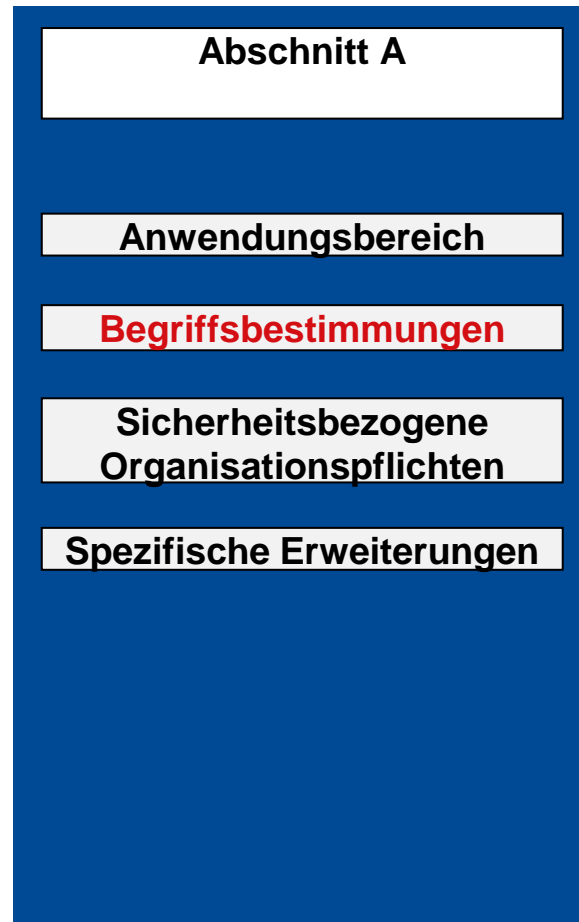 Abschnitt A
Anwendungsbereich
Begriffsbestimmungen
Sicherheitsbezogene
Organisationspflichten
Spezifische Erweiterungen